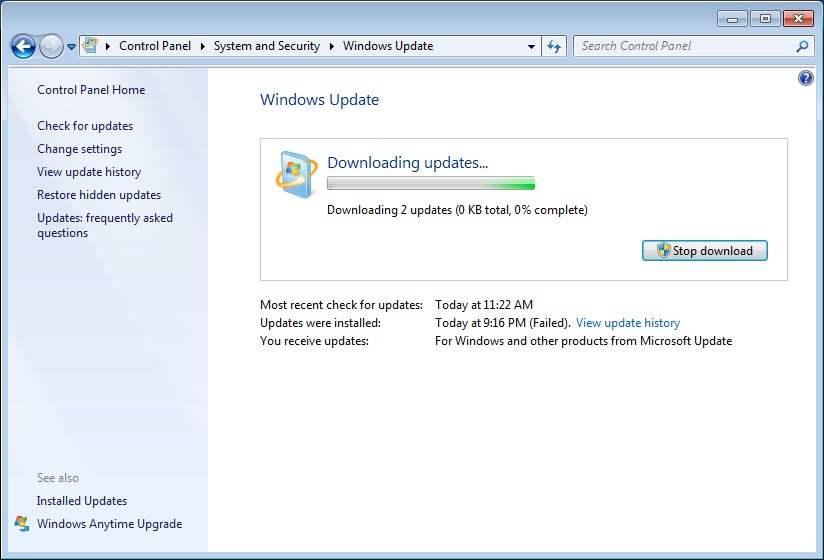 Control Panel System and Security Windows Update Search Control Panel
Control Panel Home
Check for updates
Change settings
View update history
Restore hidden updates
Updates: frequently asked
questions
See also
Installed Updates
Windows Anytime Upgrade
Windows Update
Downloading updates...
Downloading 2 updates (0 KB total, 0% complete)
Stop download
Most recent check for updates: Today at 11:22 AM
Updates were installed: Today at 9:16 PM (Failed). View update history
You receive updates: For Windows and other products from Microsoft Update